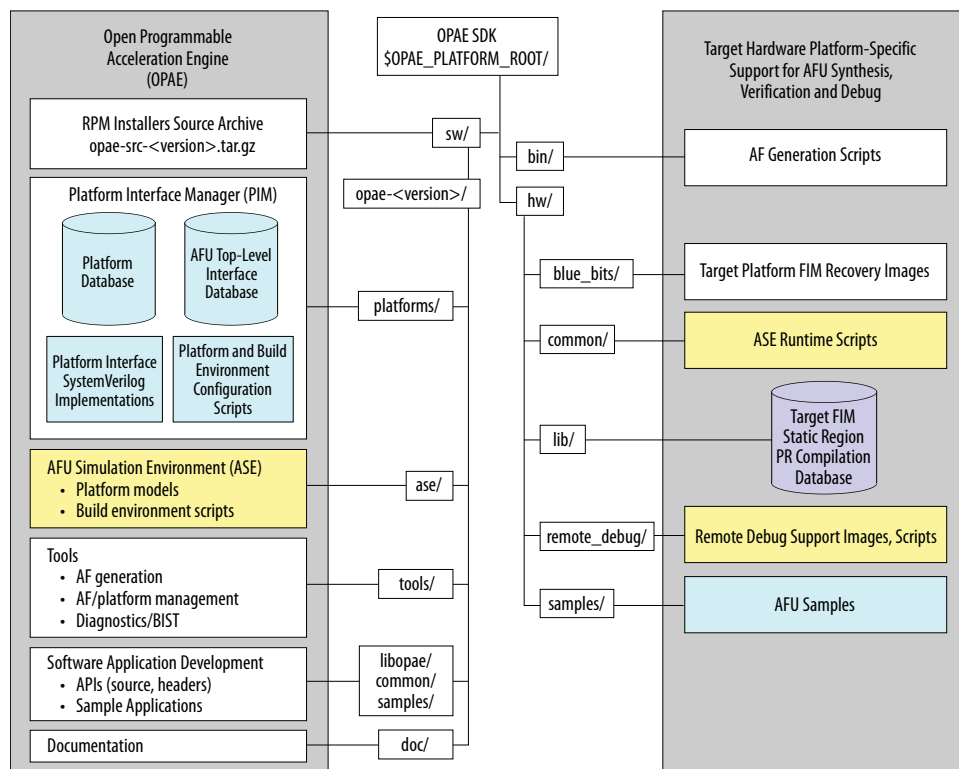 Open Programmable
Acceleration Engine
(OPAE)
RPM Installers Source Archive
opae-src-<version>.tar.gz
Platform Interface Manager (PIM)
Platform
Database
AFU Top-Level
Interface
Database
Platform Interface
SystemVerilog
Implementations
Platform and Build
Environment
Configuration
Scripts
AFU Simulation Environment (ASE)
• Platform models
• Build environment scripts
Tools
• AF generation
• AF/platform management
• Diagnostics/BIST
Software Application Development
• APIs (source, headers)
• Sample Applications
Documentation
OPAE SDK
$OPAE_PLATFORM_ROOT/
sw/
opae-<version>/
platforms/
ase/
tools/
libopae/
common/
samples/
doc/
bin/
hw/
blue_bits/
common/
lib/
remote_debug/
samples/
Target Hardware Platform-Specific
Support for AFU Synthesis,
Verification and Debug
AF Generation Scripts
Target Platform FIM Recovery Images
ASE Runtime Scripts
Target FIM
Static Region
PR Compilation
Database
Remote Debug Support Images, Scripts
AFU Samples